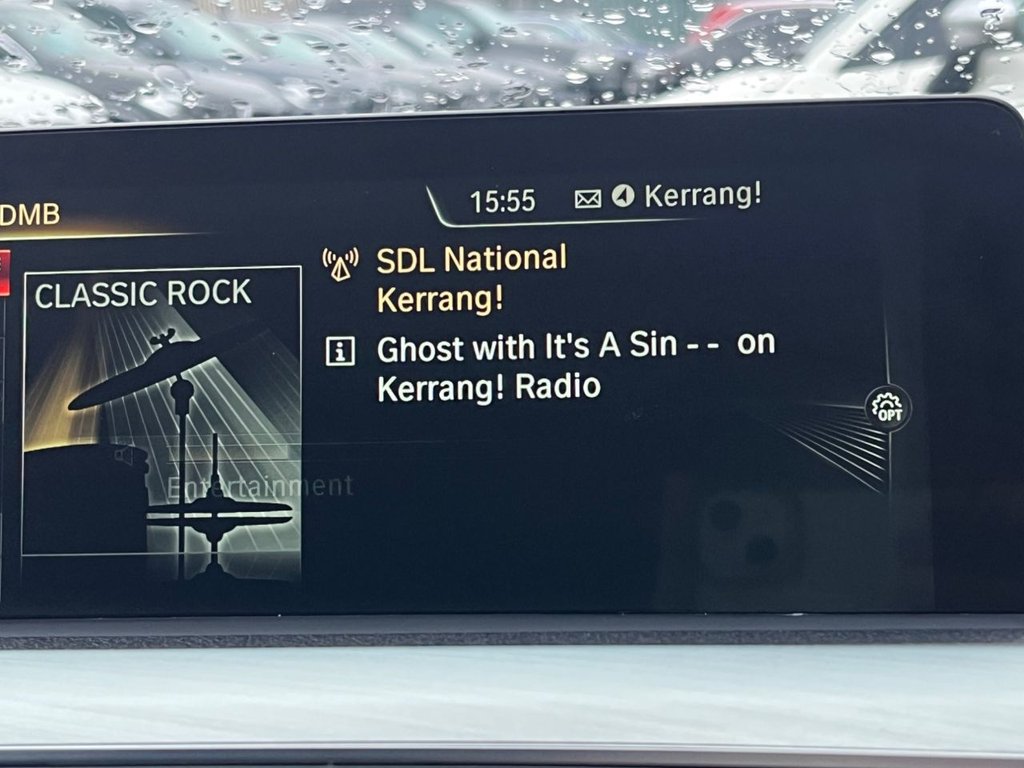 DMB
15:55 Kerrang!
CLASSIC ROCK
SDL National
Kerrang!
Ghost with It's A Sin - - on
Kerrang! Radio
OPT
Entertainment